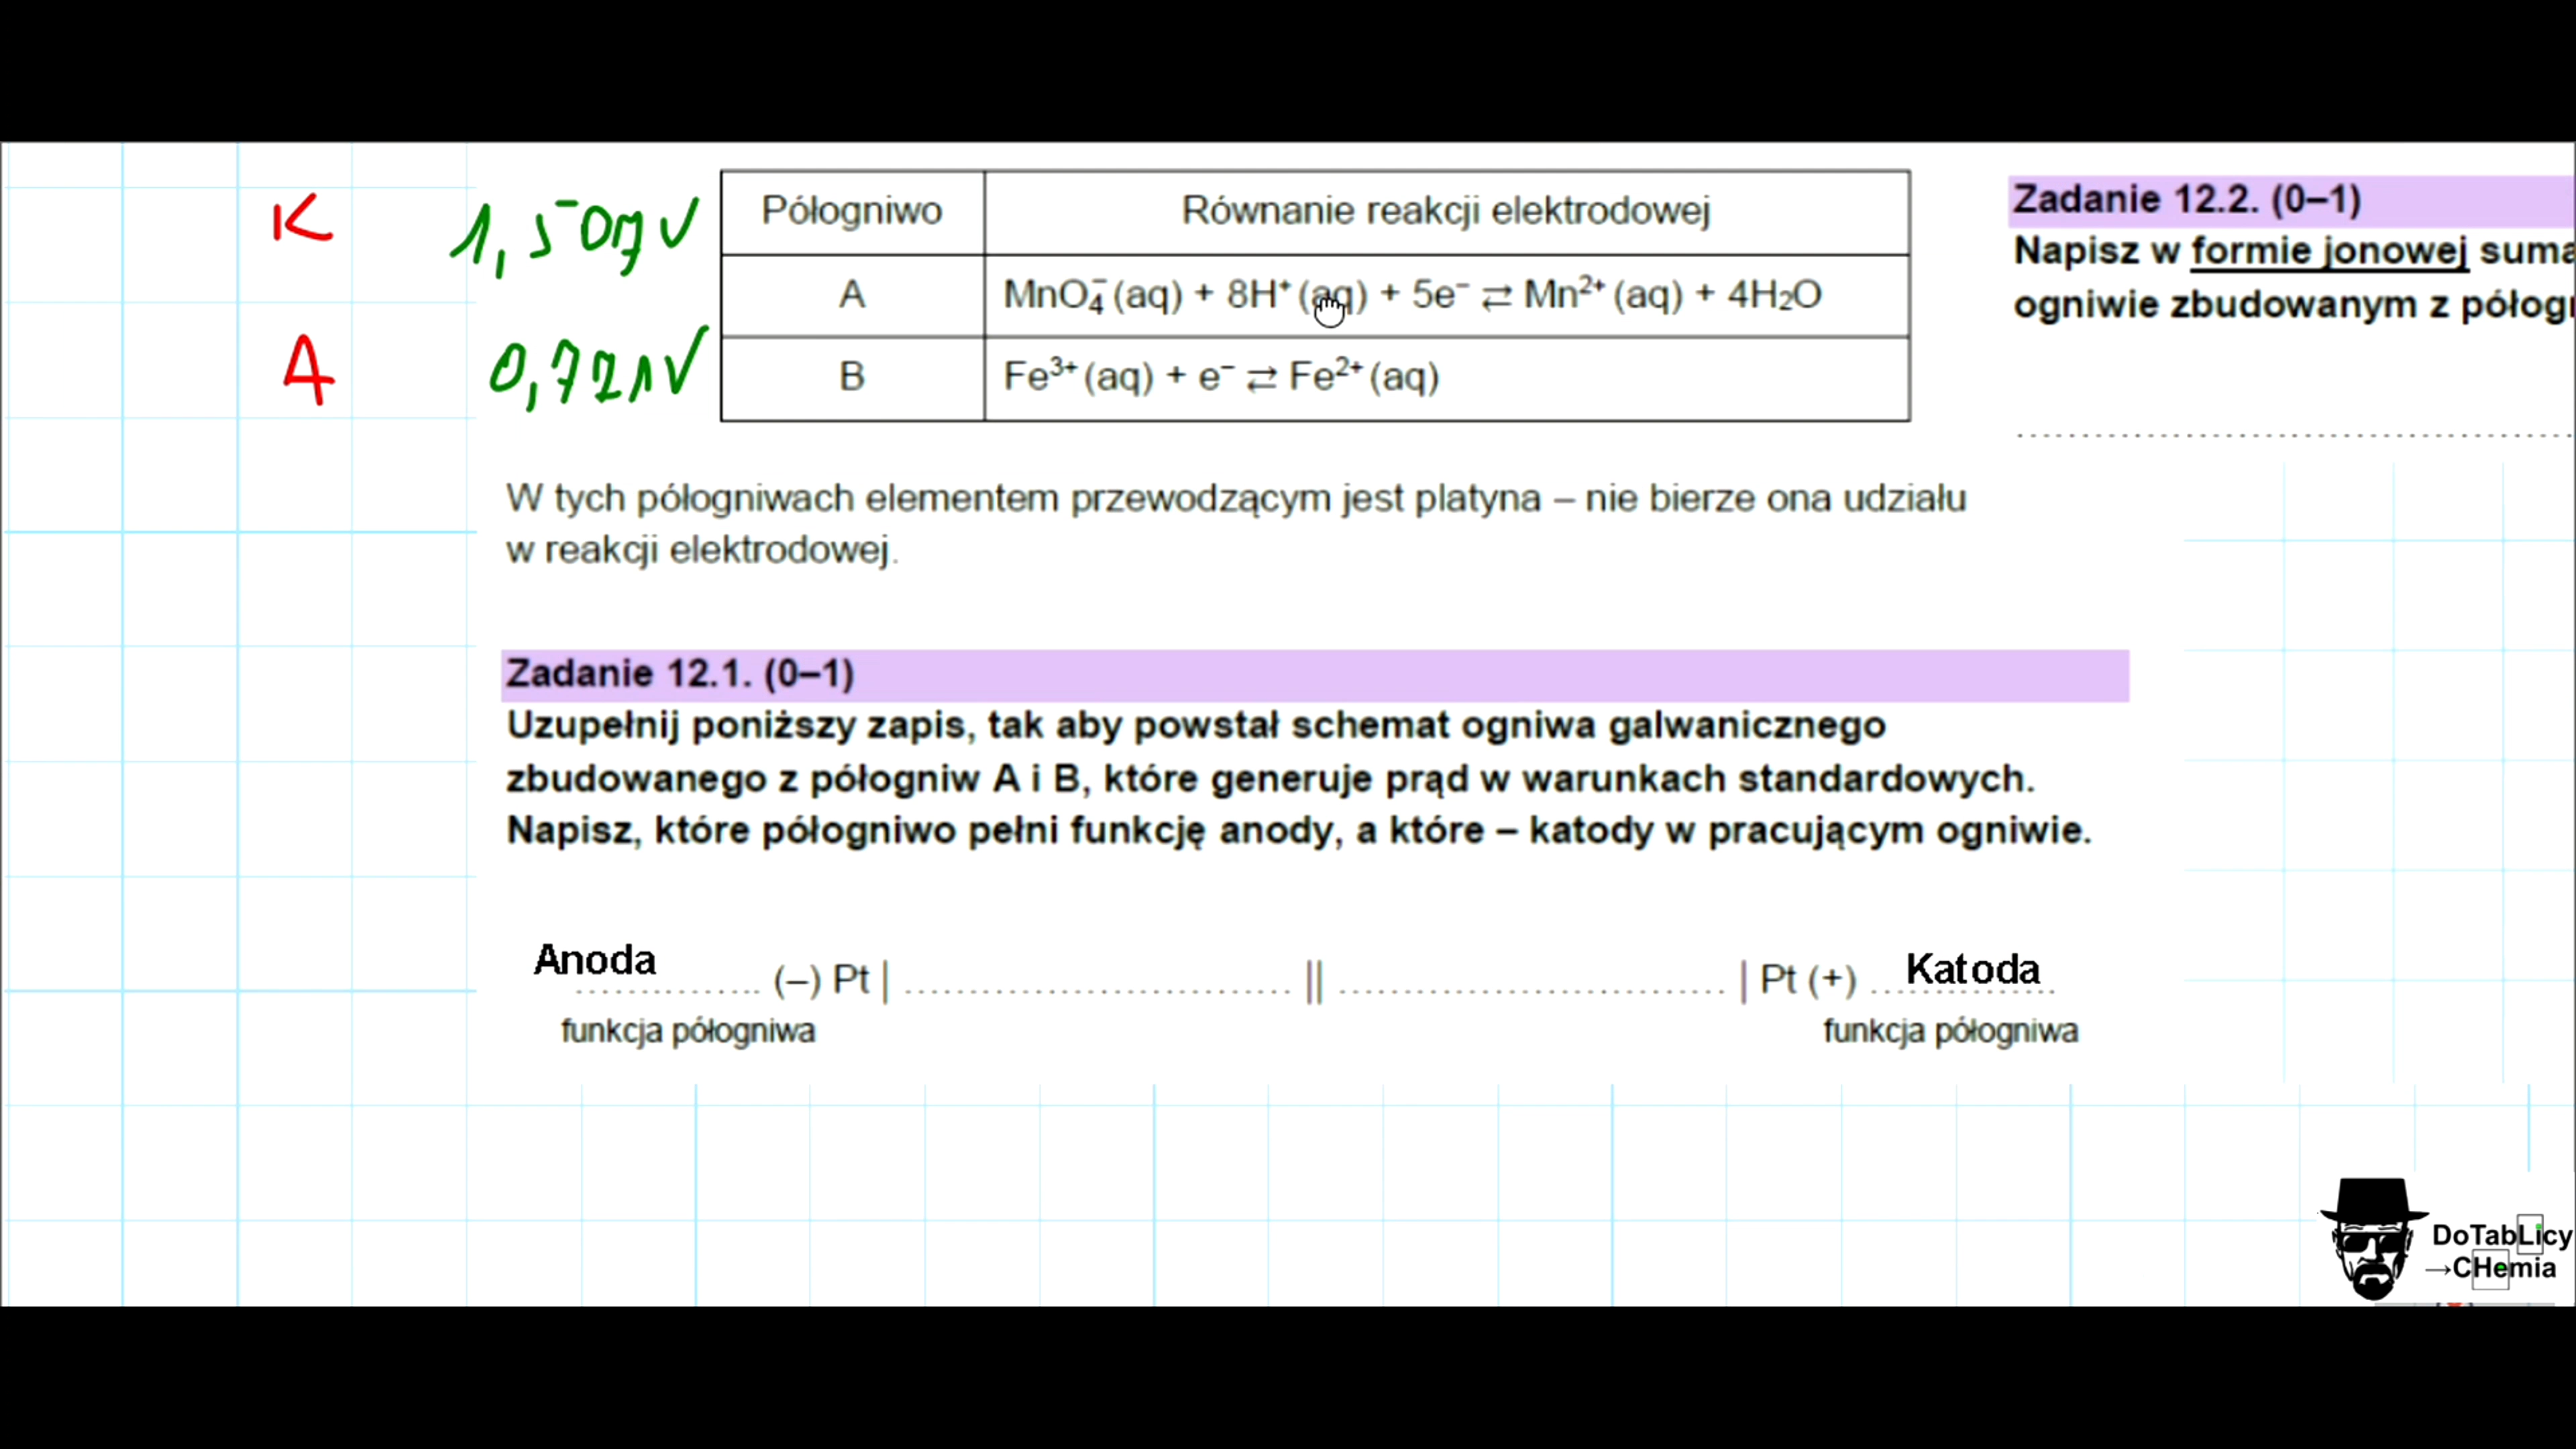 K 1,507V
A 0,771V
Półogniwo Równanie reakcji elektrodowej
A MnO₄⁻ (aq) + 8H⁺ (aq) + 5e⁻ ⇄ Mn²⁺ (aq) + 4H₂O
B Fe³⁺ (aq) + e⁻ ⇄ Fe²⁺ (aq)
W tych półogniwach elementem przewodzącym jest platyna – nie bierze ona udziału
w reakcji elektrodowej.
Zadanie 12.1. (0–1)
Uzupełnij poniższy zapis, tak aby powstał schemat ogniwa galwanicznego
zbudowanego z półogniw A i B, które generuje prąd w warunkach standardowych.
Napisz, które półogniwo pełni funkcję anody, a które – katody w pracującym ogniwie.
Anoda (–) Pt | .............................. || .............................. | Pt (+) Katoda
funkcja półogniwa funkcja półogniwa
Zadanie 12.2. (0–1)
Napisz w formie jonowej suma
ogniwie zbudowanym z półog
DoTabLicy
→CHemia